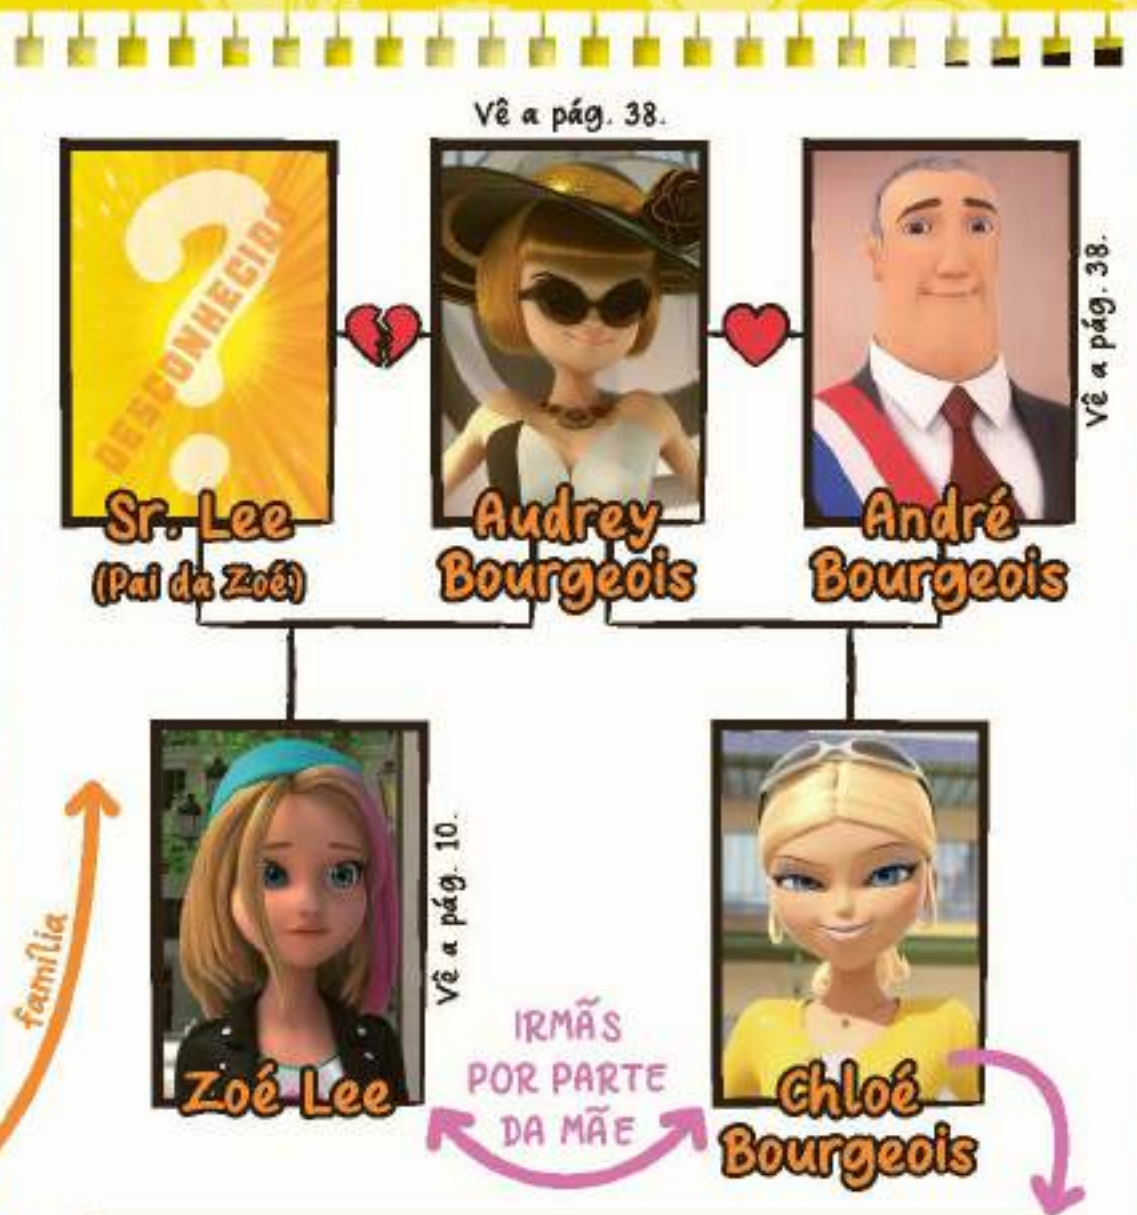 Vê a pág. 38.
DESCONHECIDO!
Vê a pág. 38.
Sr. Lee
(Pai da Zoé)
Audrey
Bourgeois
André
Bourgeois
família
Vê a pág. 10.
IRMÃS
POR PARTE
DA MÃE
Zoé Lee
Chloé
Bourgeois